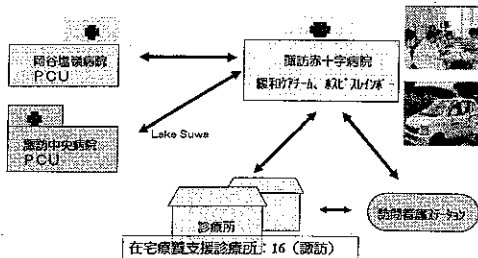 岡谷塩嶺病院
PCU
諏訪中央病院
PCU
諏訪赤十字病院
緩和ケアチーム、ホスピスレインボー
Lake Suwa
診療所
訪問看護ステーション
在宅療養支援診療所：16（諏訪）